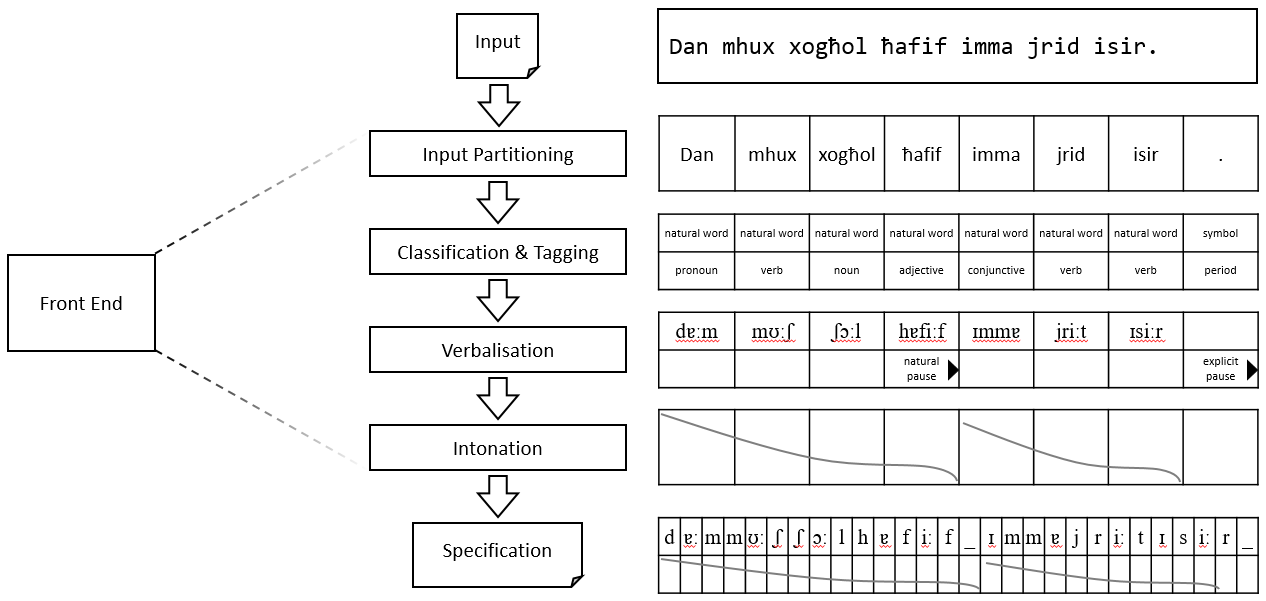 Input
Dan mhux xogħol ħafif imma jrid isir.
Input Partitioning
Dan mhux xogħol ħafif imma jrid isir .
Front End
Classification & Tagging
natural word natural word natural word natural word natural word natural word natural word symbol
pronoun verb noun adjective conjunctive verb verb period
Verbalisation
dɐːm mʊːʃ ʃɔːl hɐfiːf ɪmmɐ jriːt ɪsiːr
natural
pause
explicit
pause
Intonation
Specification
d ɐː m m ʊː ʃ ʃ ɔː l h ɐ f iː f _ ɪ m m ɐ j r iː t ɪ s iː r _